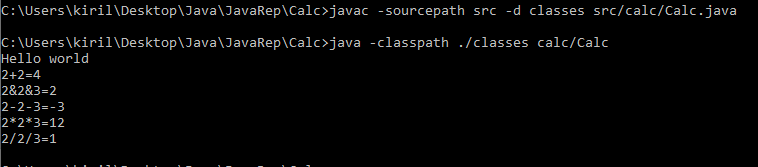 C:\Users\kiril\Desktop\Java\JavaRep\Calc>javac -sourcepath src -d classes src/calc/Calc.java
C:\Users\kiril\Desktop\Java\JavaRep\Calc>java -classpath ./classes calc/Calc
Hello world
2+2=4
2&2&3=2
2-2-3=-3
2*2*3=12
2/2/3=1